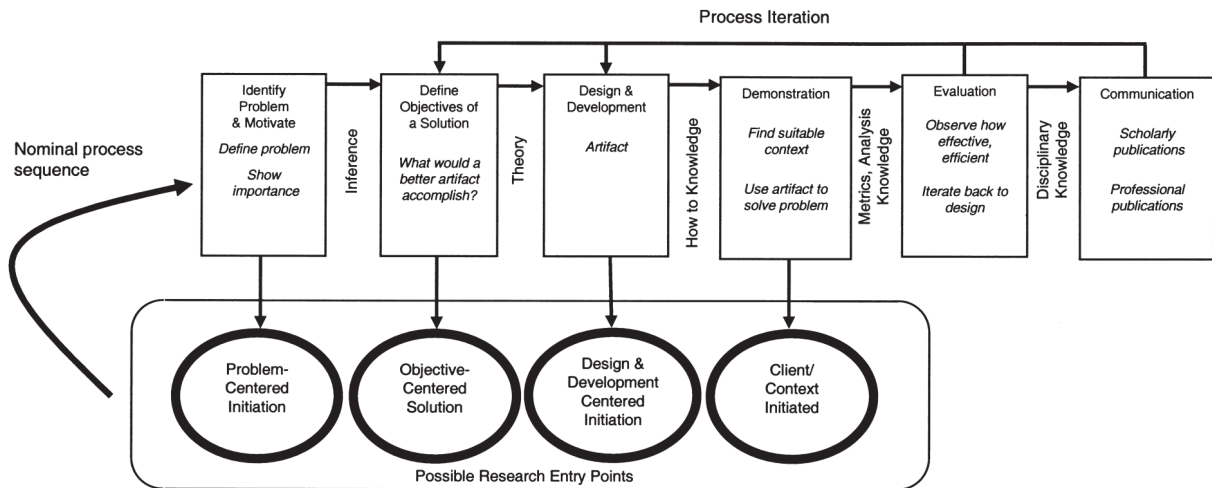 Process Iteration
Nominal process
sequence
Identify
Problem
& Motivate
Define problem
Show
importance
Inference
Define
Objectives of
a Solution
What would a
better artifact
accomplish?
Theory
Design &
Development
Artifact
How to Knowledge
Demonstration
Find suitable
context
Use artifact to
solve problem
Metrics, Analysis
Knowledge
Evaluation
Observe how
effective,
efficient
Iterate back to
design
Disciplinary
Knowledge
Communication
Scholarly
publications
Professional
publications
Problem-
Centered
Initiation
Objective-
Centered
Solution
Design &
Development
Centered
Initiation
Client/
Context
Initiated
Possible Research Entry Points